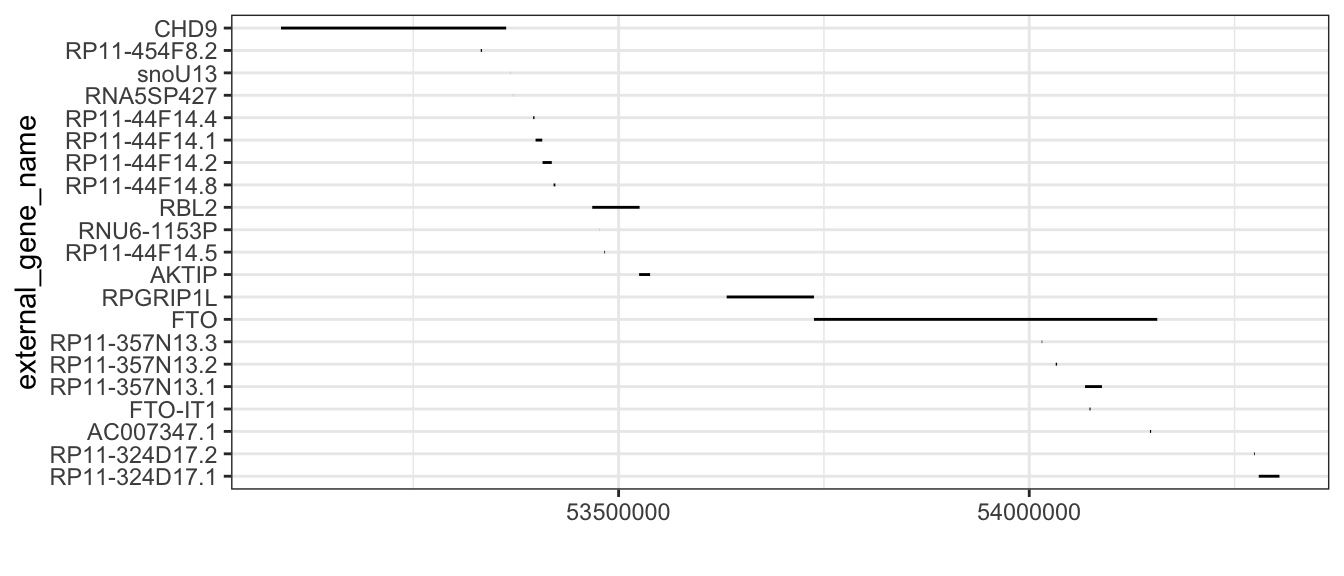 external_gene_name
CHD9
RP11-454F8.2
snoU13
RNA5SP427
RP11-44F14.4
RP11-44F14.1
RP11-44F14.2
RP11-44F14.8
RBL2
RNU6-1153P
RP11-44F14.5
AKTIP
RPGRIP1L
FTO
RP11-357N13.3
RP11-357N13.2
RP11-357N13.1
FTO-IT1
AC007347.1
RP11-324D17.2
RP11-324D17.1
53500000
54000000